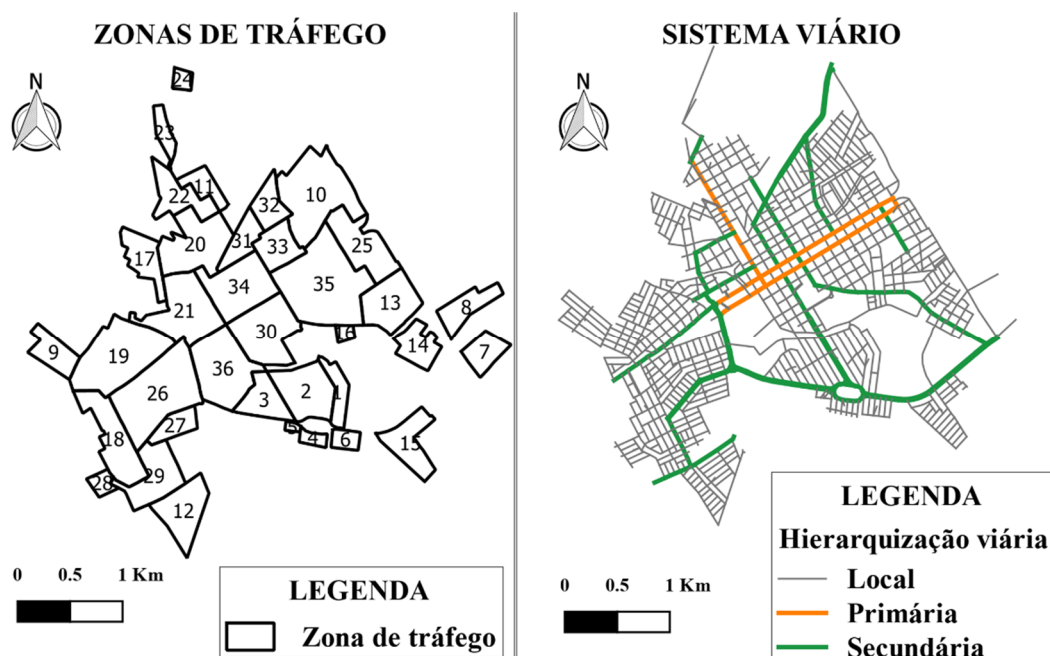 ZONAS DE TRÁFEGO
N
24
23
22
11
10
32
17
20
31
33
25
34
35
13
8
21
16
14
7
9
19
30
36
26
2
1
3
27
5
4
6
15
18
29
28
12
0 0.5 1 Km
LEGENDA
Zona de tráfego
SISTEMA VIÁRIO
N
0 0.5 1 Km
LEGENDA
Hierarquização viária
Local
Primária
Secundária